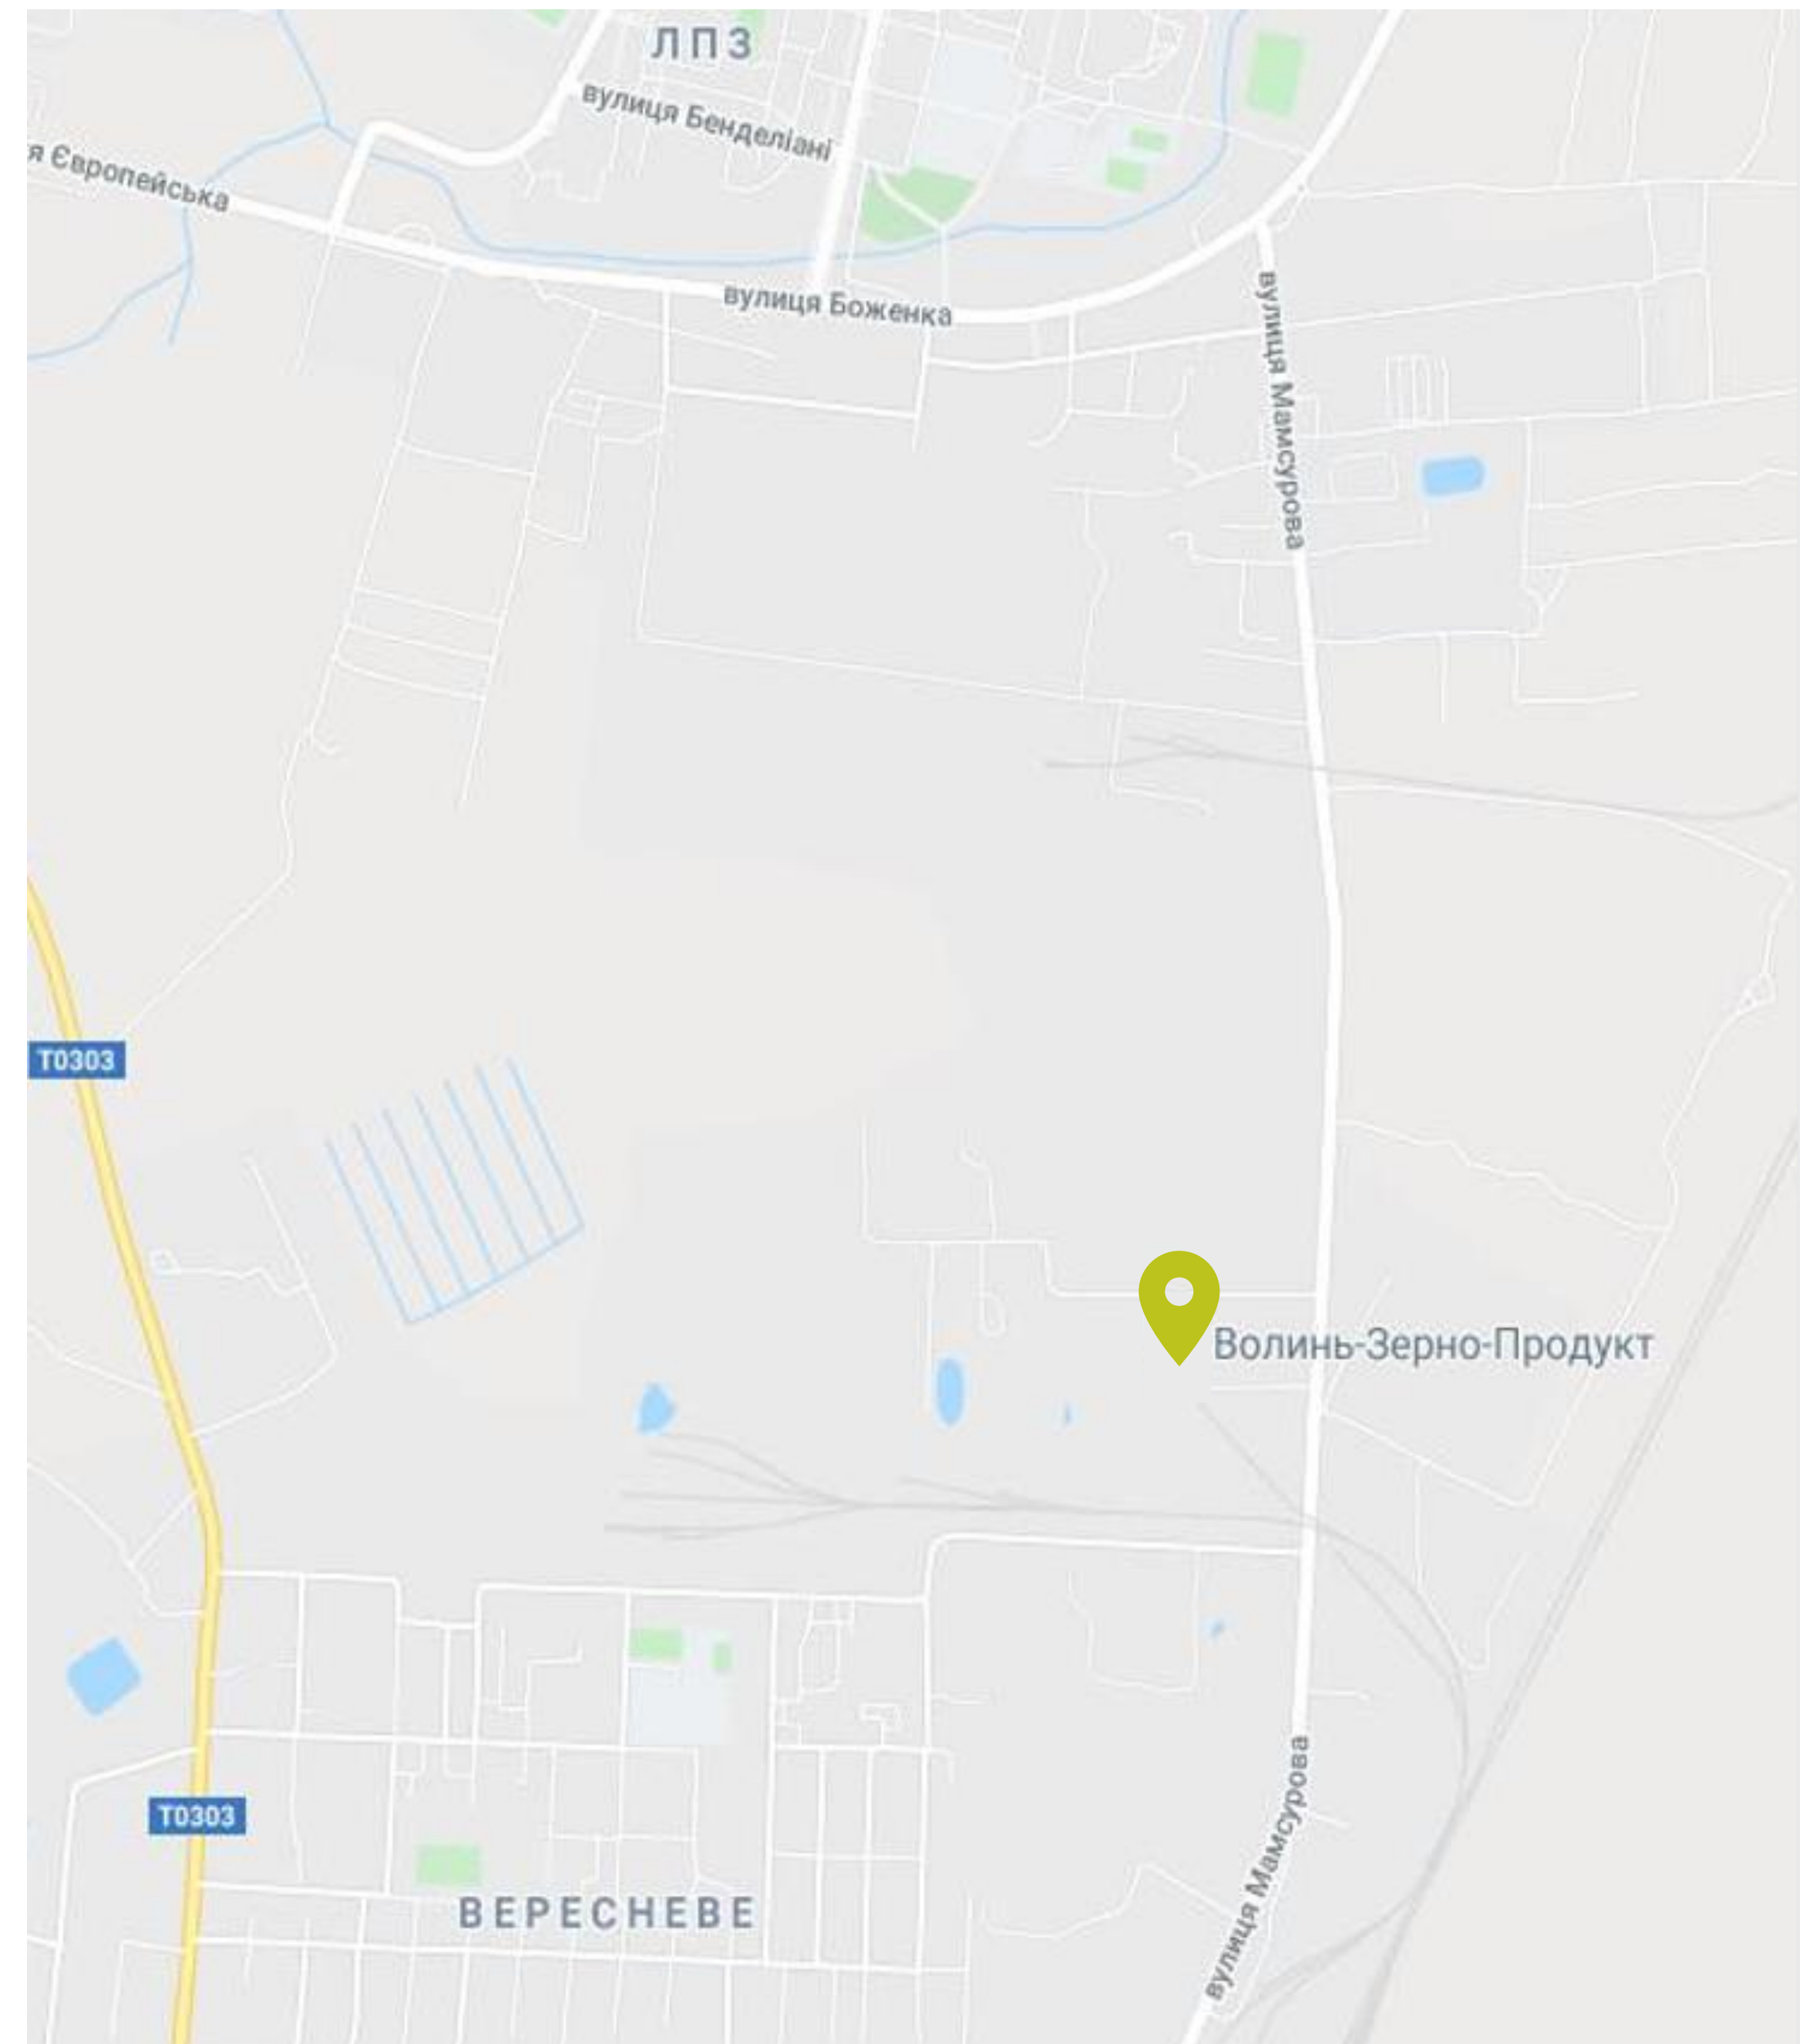 ЛПЗ
вулиця Бенделіані
я Європейська
вулиця Боженка
вулиця Мамсурова
Т0303
Волинь-Зерно-Продукт
вулиця Мамсурова
Т0303
ВЕРЕСНЕВЕ